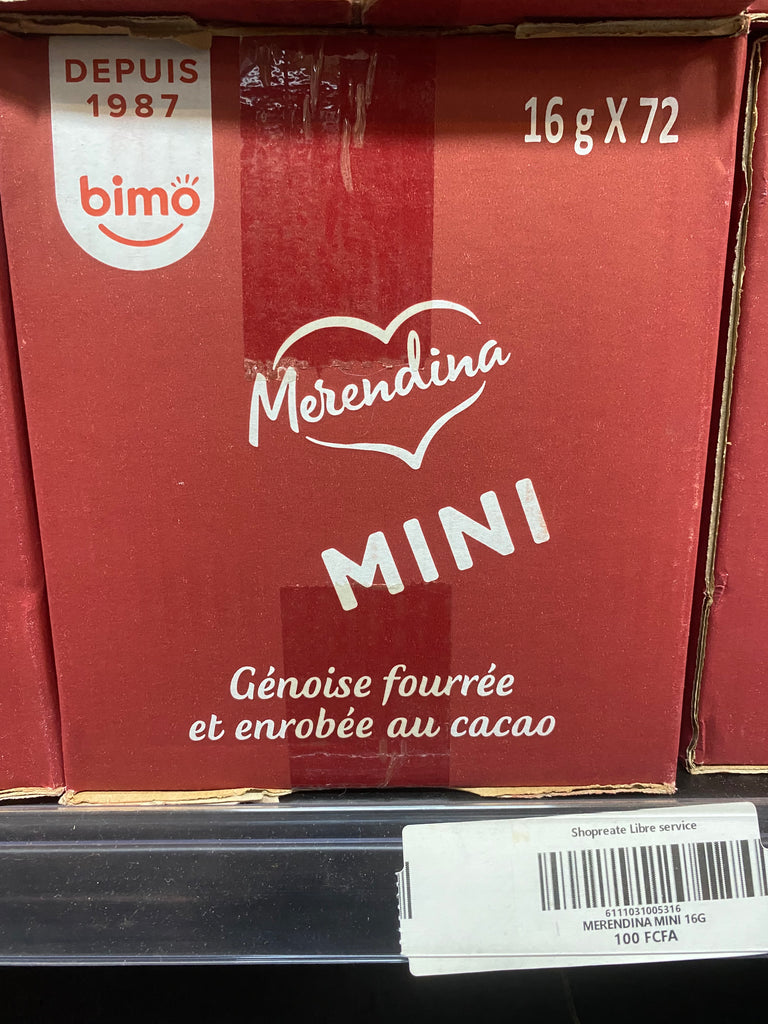 DEPUIS
1987
bimo
16 g X 72
Merendina
MINI
Génoise fourrée
et enrobée au cacao
Shopreate Libre service
6111031005316
MERENDINA MINI 16G
100 FCFA